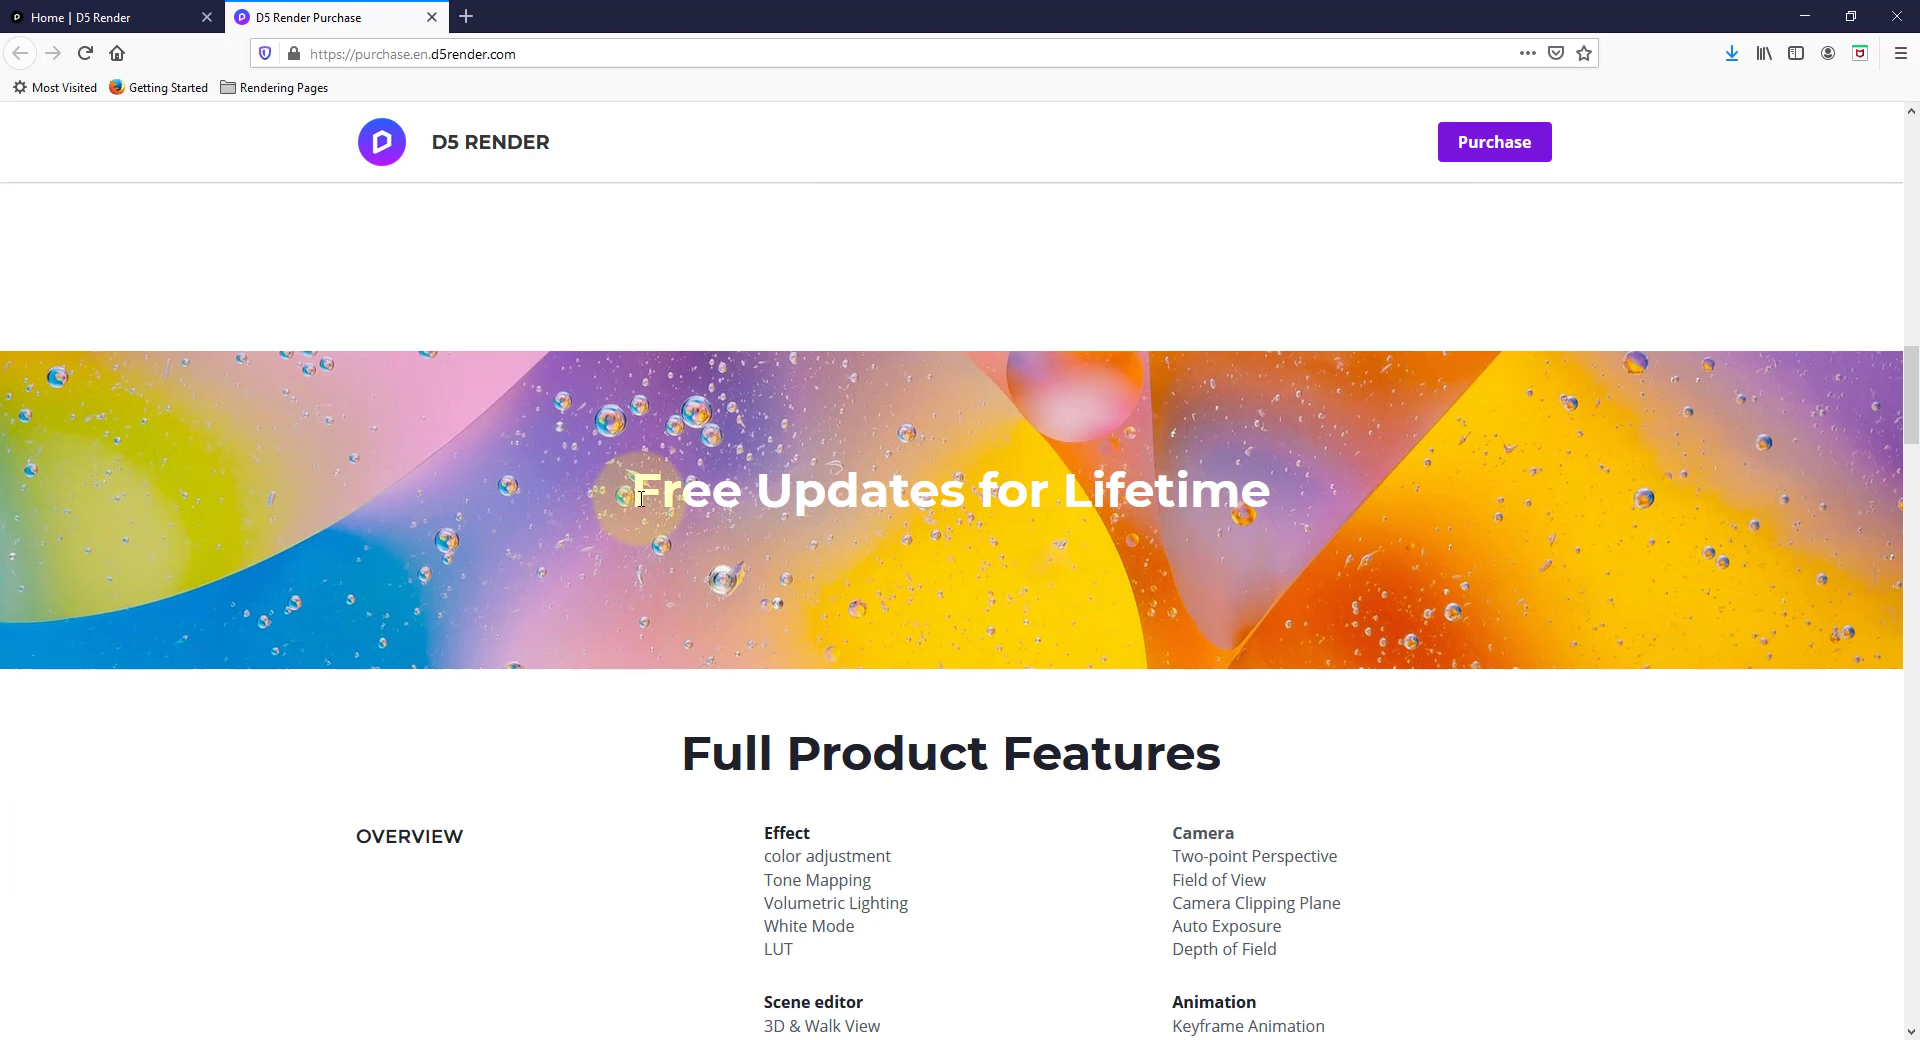 Home | D5 Render
D5 Render Purchase
https://purchase.en.d5render.com
Most Visited
Getting Started
Rendering Pages
D5 RENDER
Purchase
Free Updates for Lifetime
Full Product Features
OVERVIEW
Effect
color adjustment
Tone Mapping
Volumetric Lighting
White Mode
LUT
Camera
Two-point Perspective
Field of View
Camera Clipping Plane
Auto Exposure
Depth of Field
Scene editor
3D & Walk View
Animation
Keyframe Animation